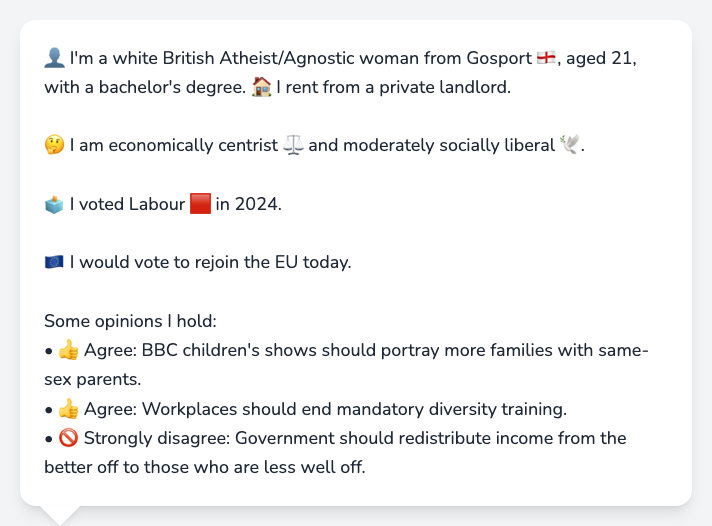 👤 I'm a white British Atheist/Agnostic woman from Gosport 🏴󠁧󠁢󠁥󠁮󠁧󠁿, aged 21,
with a bachelor's degree. 🏠 I rent from a private landlord.
🤔 I am economically centrist ⚖️ and moderately socially liberal 🕊️.
🗳️ I voted Labour 🟥 in 2024.
🇪🇺 I would vote to rejoin the EU today.
Some opinions I hold:
• 👍 Agree: BBC children's shows should portray more families with same-
sex parents.
• 👍 Agree: Workplaces should end mandatory diversity training.
• 🚫 Strongly disagree: Government should redistribute income from the
better off to those who are less well off.